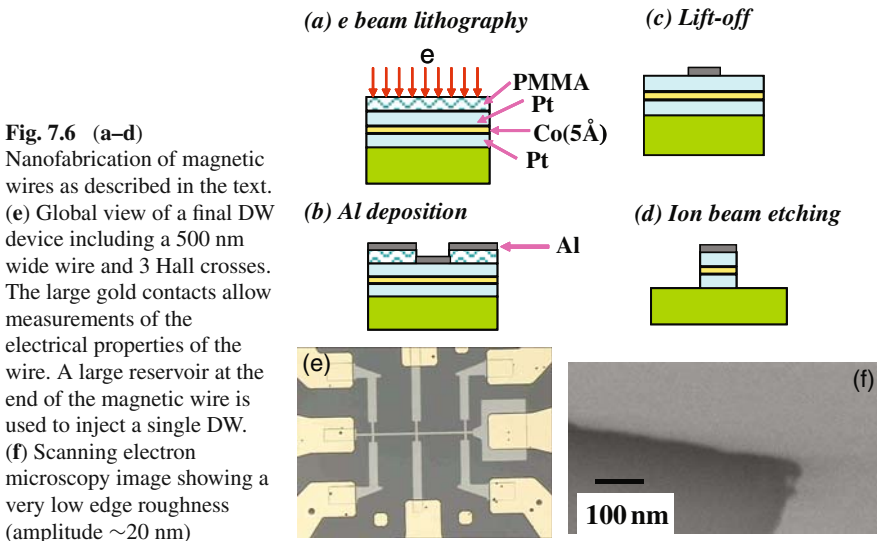 Fig. 7.6 (a–d)
Nanofabrication of magnetic
wires as described in the text.
(e) Global view of a final DW
device including a 500 nm
wide wire and 3 Hall crosses.
The large gold contacts allow
measurements of the
electrical properties of the
wire. A large reservoir at the
end of the magnetic wire is
used to inject a single DW.
(f) Scanning electron
microscopy image showing a
very low edge roughness
(amplitude ∼20 nm)
(a) e beam lithography
e
PMMA
Pt
Co(5Å)
Pt
(c) Lift-off
(b) Al deposition
Al
(d) Ion beam etching
(e)
(f)
100 nm